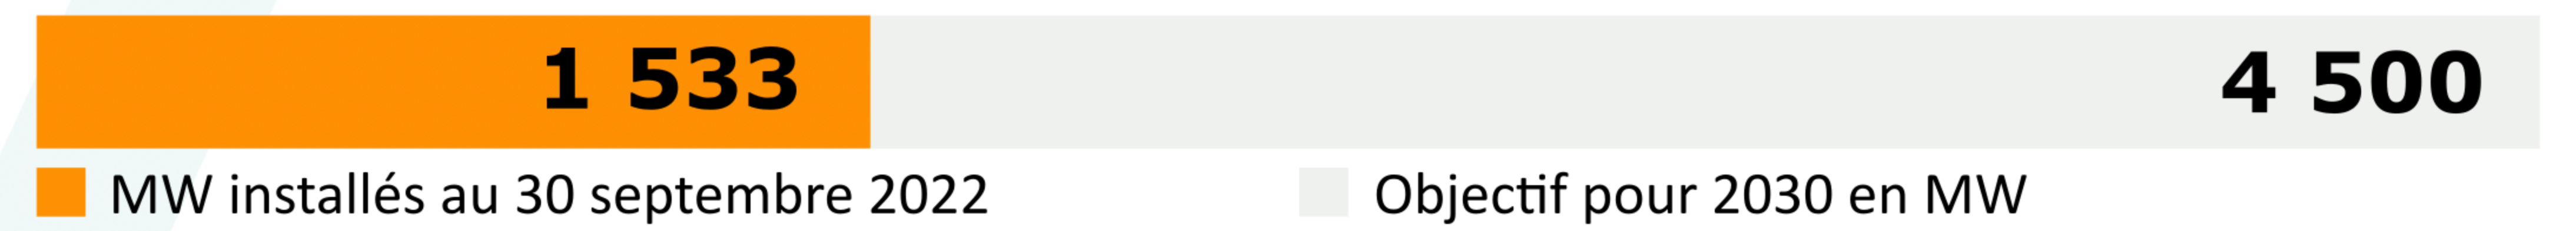 1 533 4 500
MW installés au 30 septembre 2022 Objectif pour 2030 en MW